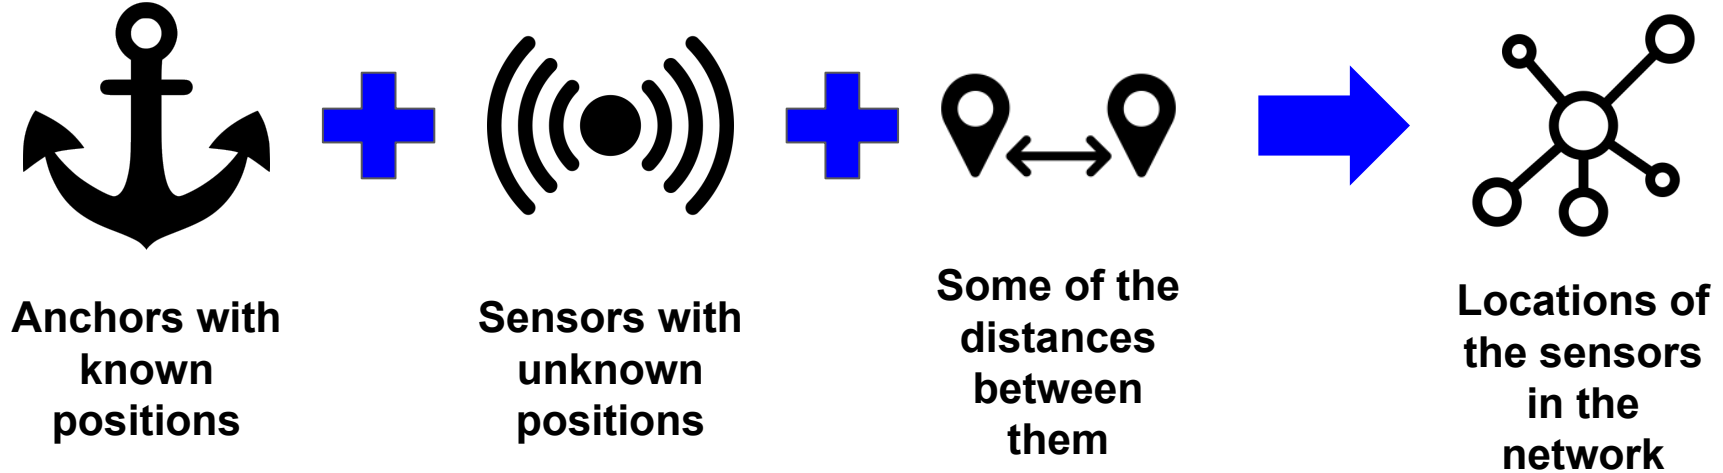 Anchors with
known
positions
Sensors with
unknown
positions
Some of the
distances
between
them
Locations of
the sensors
in the
network